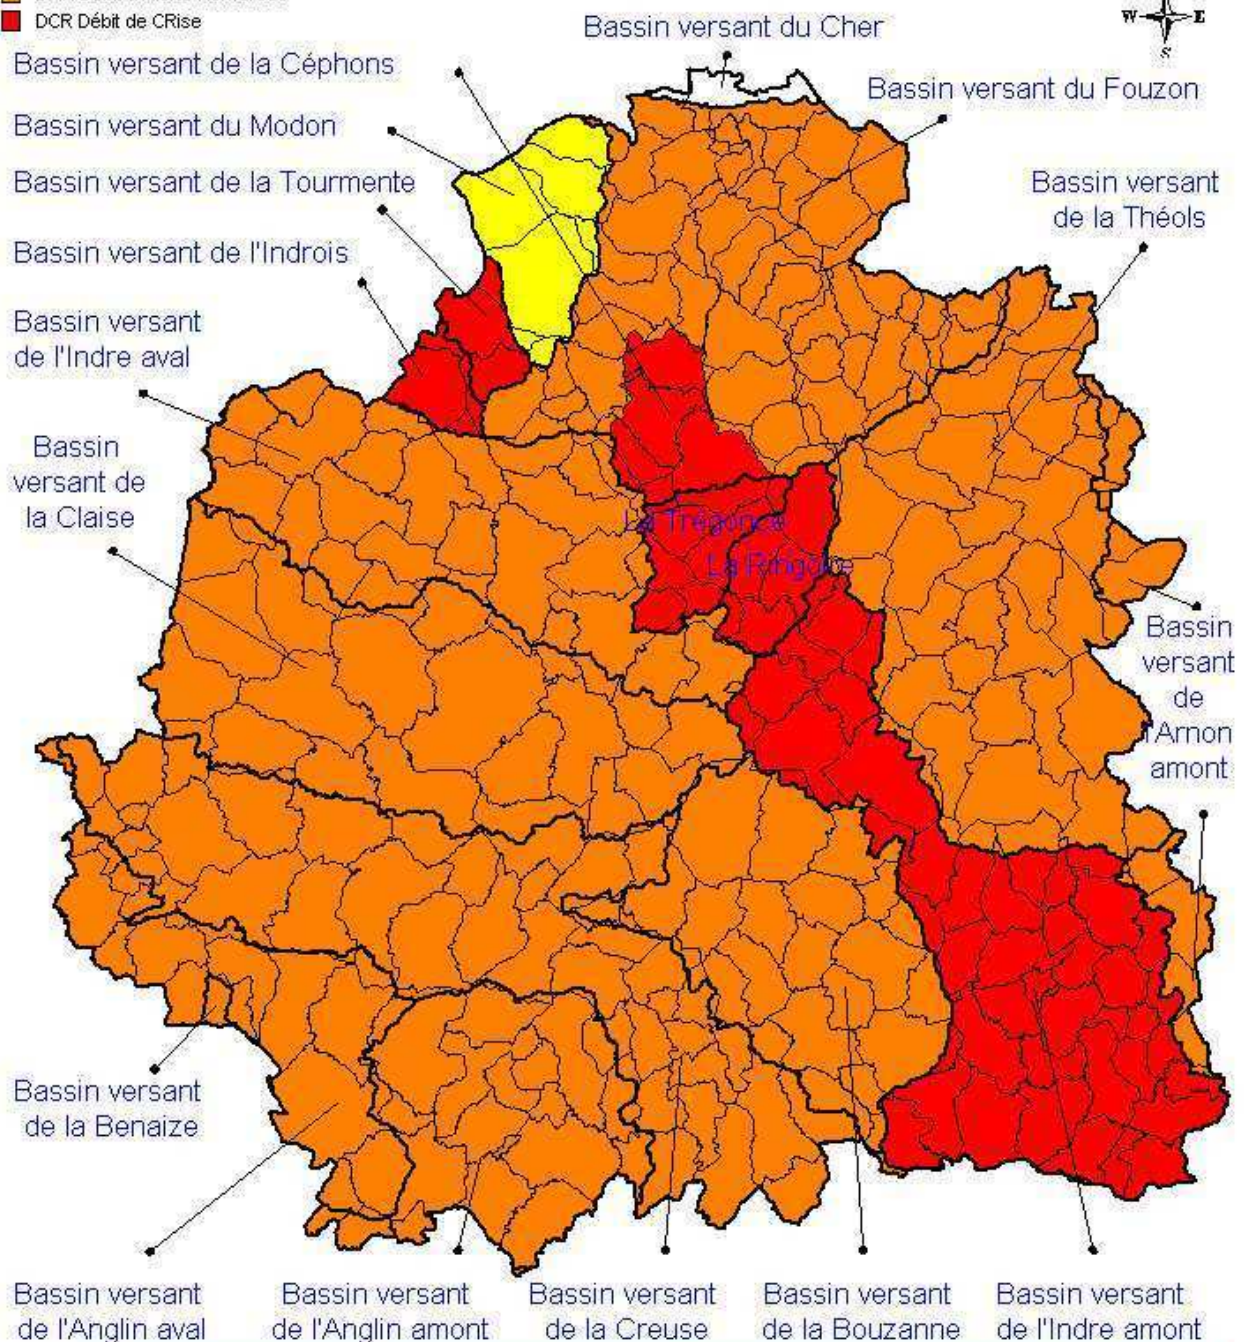 DCR Débit de CRise
W E
S
Bassin versant du Cher
Bassin versant de la Céphons
Bassin versant du Fouzon
Bassin versant du Modon
Bassin versant de la Tourmente
Bassin versant
de la Théols
Bassin versant de l'Indrois
Bassin versant
de l'Indre aval
Bassin
versant de
la Claise
La Trégonce
La Ringoire
Bassin
versant
de
l'Arnon
amont
Bassin versant
de la Benaize
Bassin versant
de l'Anglin aval
Bassin versant
de l'Anglin amont
Bassin versant
de la Creuse
Bassin versant
de la Bouzanne
Bassin versant
de l'Indre amont